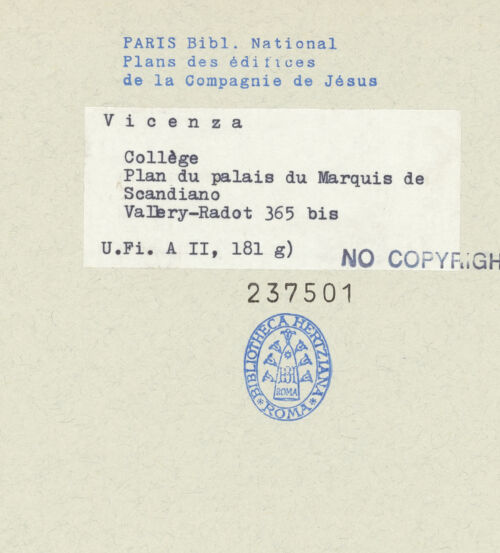 PARIS Bibl. National
Plans des édifices
de la Compagnie de Jésus
Vicenza
Collège
Plan du palais du Marquis de
Scandiano
Vallery-Radot 365 bis
U.Fi. A II, 181 g)
NO COPYRIGH
237501
BIBLIOTHECA HERTZIANA
ROMA
* ROMA *